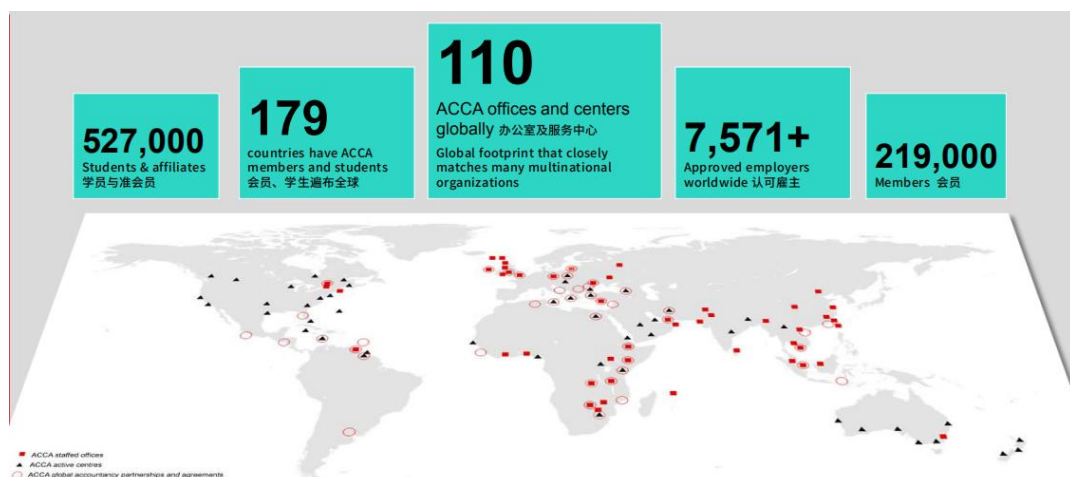 527,000
Students & affiliates
学员与准会员
179
countries have ACCA
members and students
会员、学生遍布全球
110
ACCA offices and centers
globally 办公室及服务中心
Global footprint that closely
matches many multinational
organizations
7,571+
Approved employers
worldwide 认可雇主
219,000
Members 会员
ACCA staffed offices
ACCA active centres
ACCA global accountancy partnerships and agreements